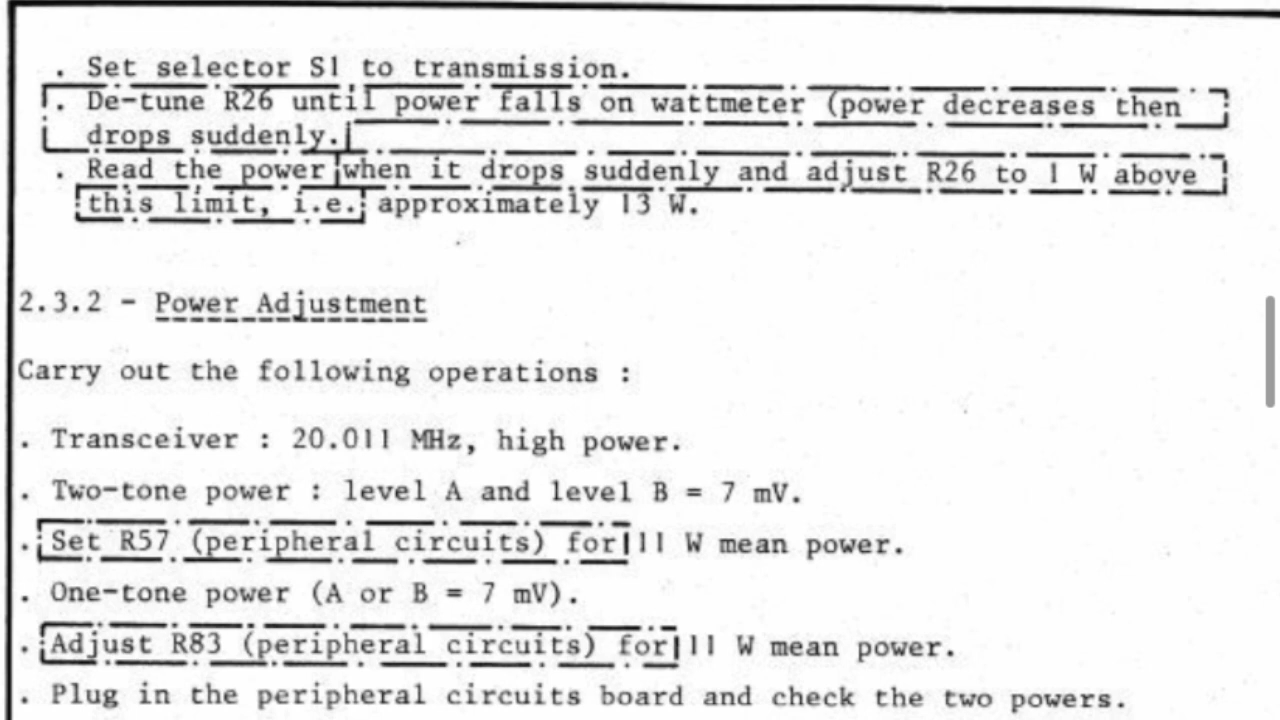 . Set selector S1 to transmission.
. De-tune R26 until power falls on wattmeter (power decreases then
drops suddenly.
. Read the power when it drops suddenly and adjust R26 to 1 W above
this limit, i.e. approximately 13 W.
2.3.2 - Power Adjustment
Carry out the following operations :
. Transceiver : 20.011 MHz, high power.
. Two-tone power : level A and level B = 7 mV.
. Set R57 (peripheral circuits) for 11 W mean power.
. One-tone power (A or B = 7 mV).
. Adjust R83 (peripheral circuits) for 11 W mean power.
. Plug in the peripheral circuits board and check the two powers.